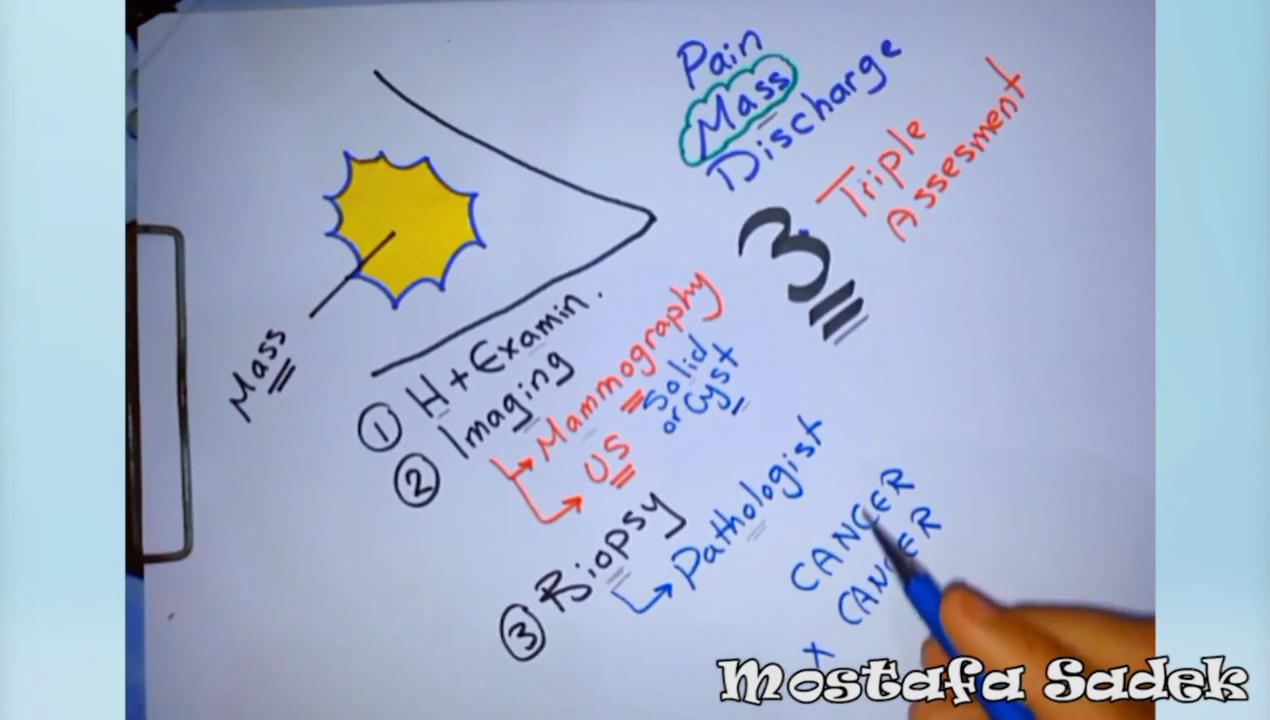 Pain
Mass
Discharge
Triple
Assesment
3
Mass
1 H + Examin.
2 Imaging
Mammography
US
Solid
or Cyst
3 Biopsy
Pathologist
CANCER
CANCER
X
Mostafa Sadek